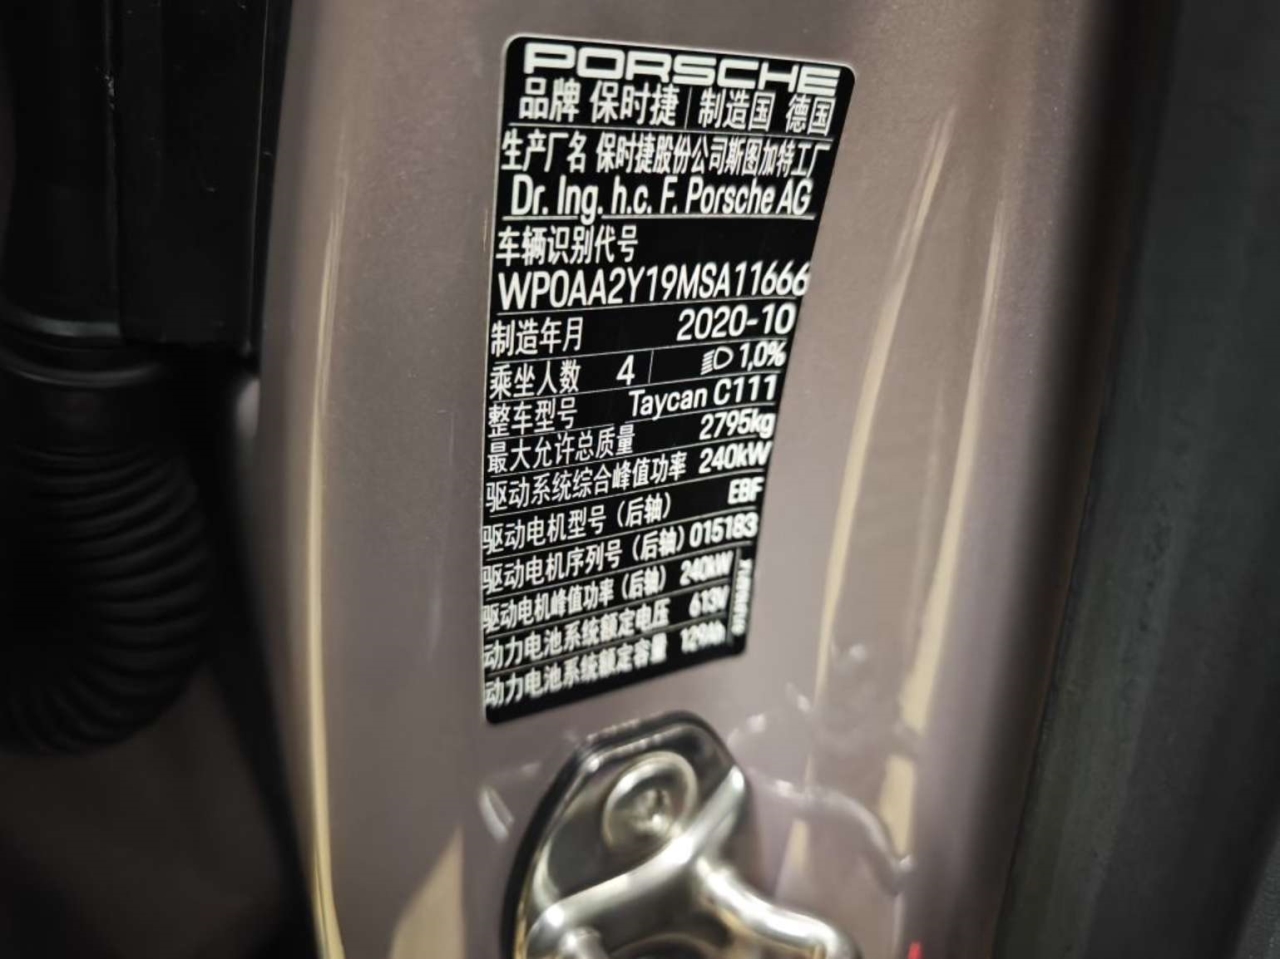 PORSCHE
品牌 保时捷 制造国 德国
生产厂名 保时捷股份公司斯图加特工厂
Dr. Ing. h.c. F. Porsche AG
车辆识别代号
WP0AA2Y19MSA11666
制造年月 2020-10
乘坐人数 4 1,0%
整车型号 Taycan C111
最大允许总质量 2795kg
驱动系统综合峰值功率 240kW
驱动电机型号（后轴） EBF
驱动电机序列号（后轴） 015183
驱动电机峰值功率（后轴） 240kW
动力电池系统额定电压 613V
动力电池系统额定容量 129Ah